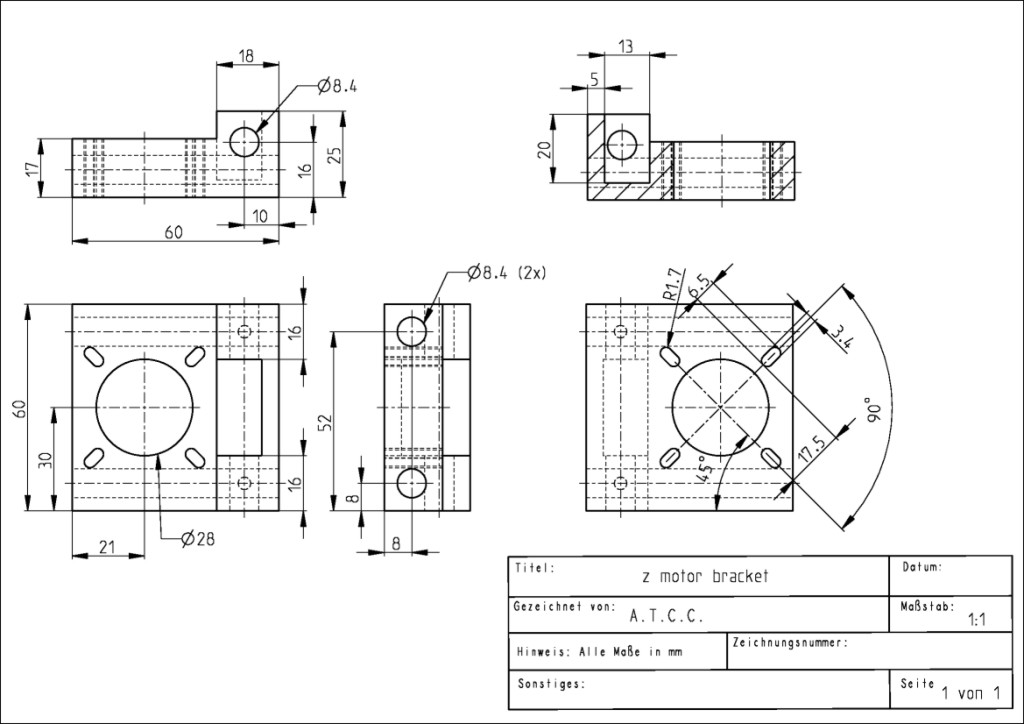 18
Ø8.4
17
25
16
10
60
13
5
20
Ø8.4 (2x)
60
30
16
16
21
Ø28
52
8
8
R1.7
6.5
3.4
90°
17.5
45°
Titel:
z motor bracket
Datum:
Gezeichnet von:
A.T.C.C.
Maßstab:
1:1
Hinweis: Alle Maße in mm
Zeichnungsnummer:
Sonstiges:
Seite
1 von 1